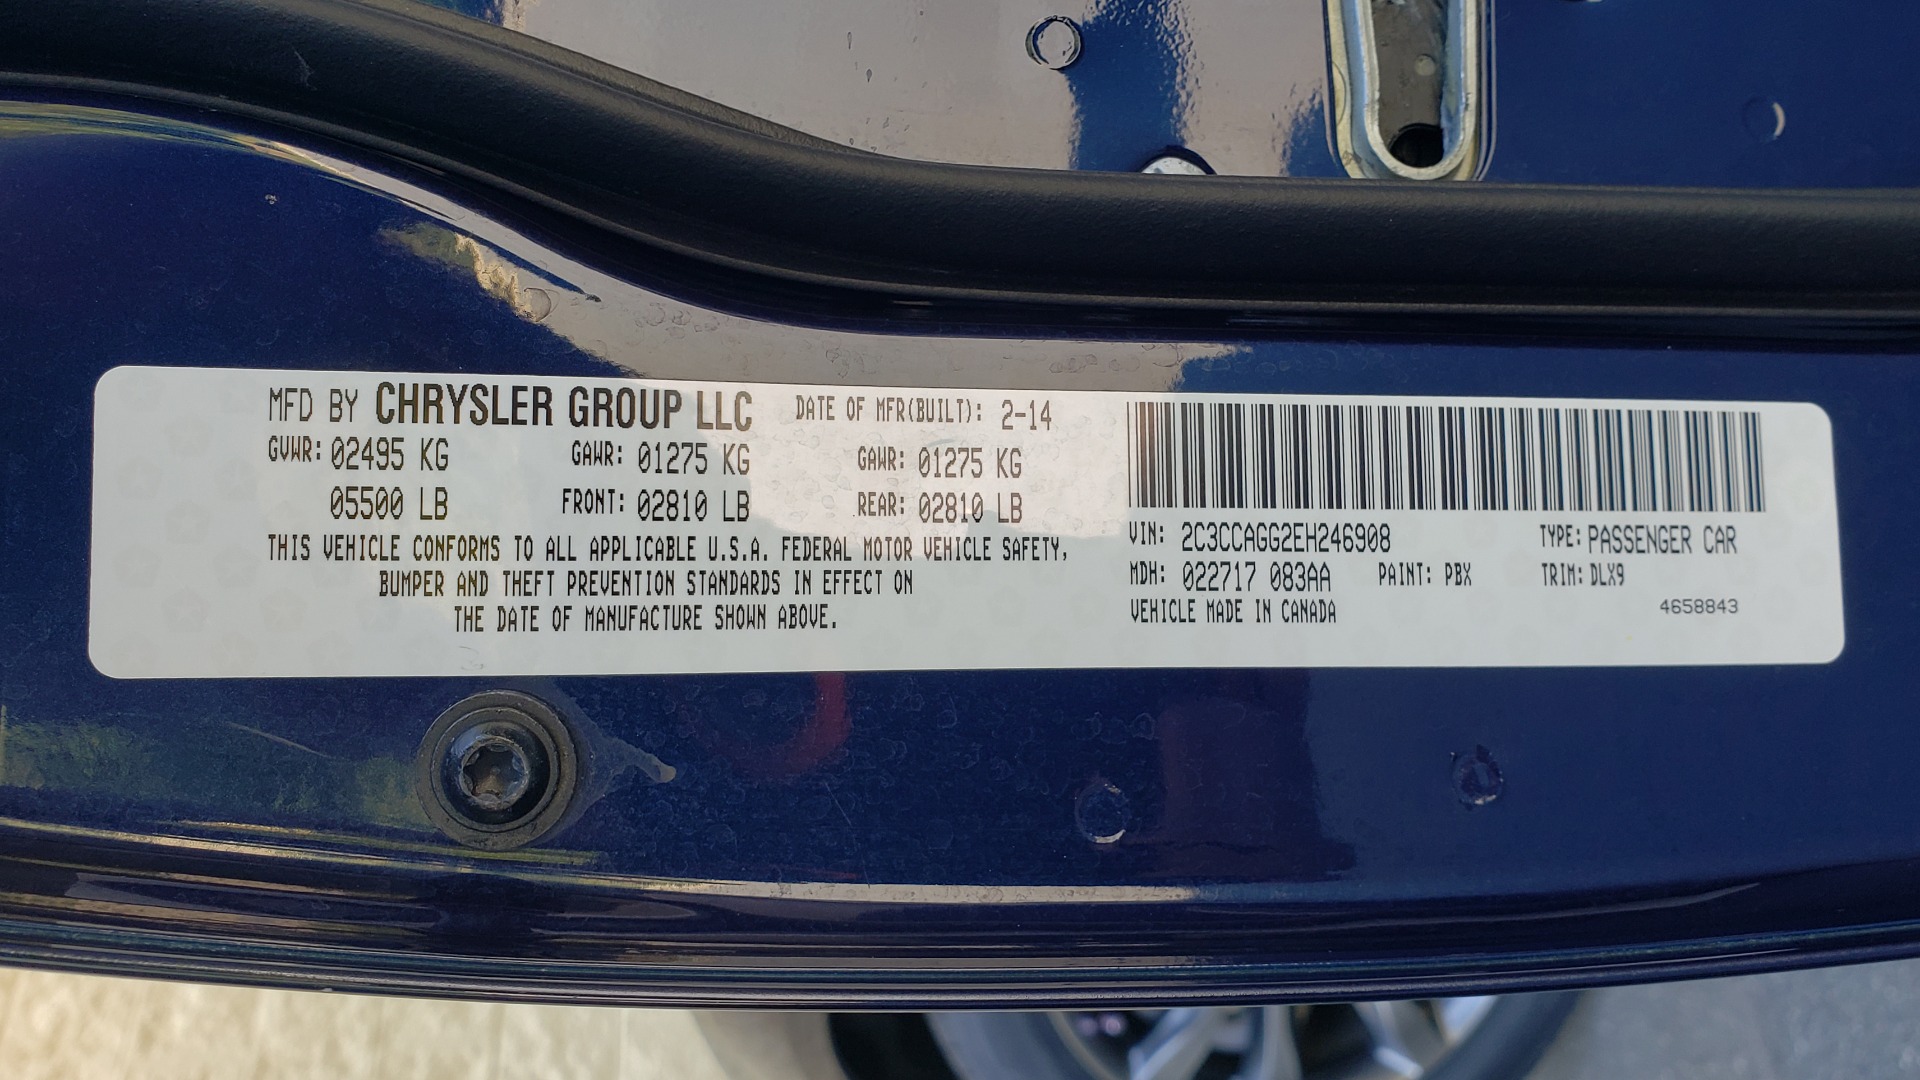 MFD BY CHRYSLER GROUP LLC DATE OF MFR(BUILT): 2-14
GVWR: 02495 KG GAWR: 01275 KG GAWR: 01275 KG
05500 LB FRONT: 02810 LB REAR: 02810 LB
THIS VEHICLE CONFORMS TO ALL APPLICABLE U.S.A. FEDERAL MOTOR VEHICLE SAFETY,
BUMPER AND THEFT PREVENTION STANDARDS IN EFFECT ON
THE DATE OF MANUFACTURE SHOWN ABOVE.
VIN: 2C3CCAGG2EH246908 TYPE: PASSENGER CAR
MDH: 022717 083AA PAINT: PBX TRIM: DLX9
VEHICLE MADE IN CANADA 4658843